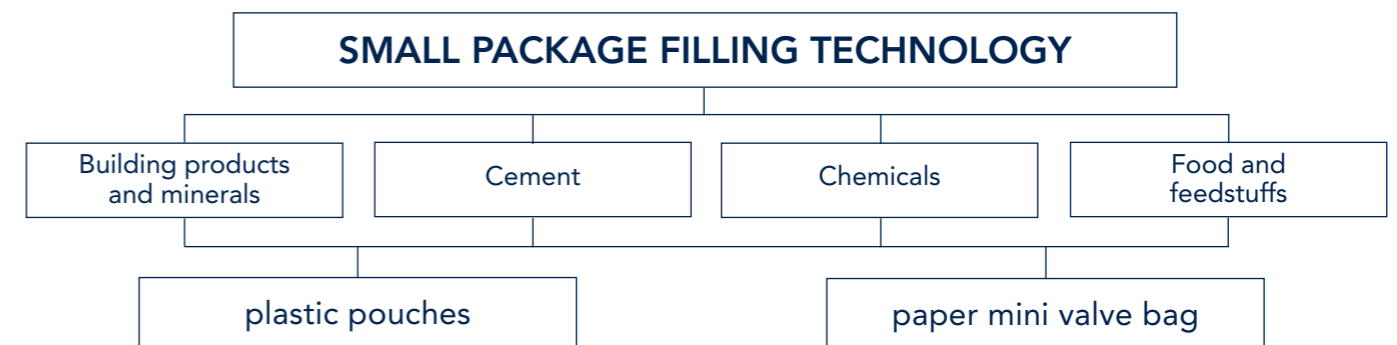 SMALL PACKAGE FILLING TECHNOLOGY
Building products
and minerals
Cement
Chemicals
Food and
feedstuffs
plastic pouches
paper mini valve bag